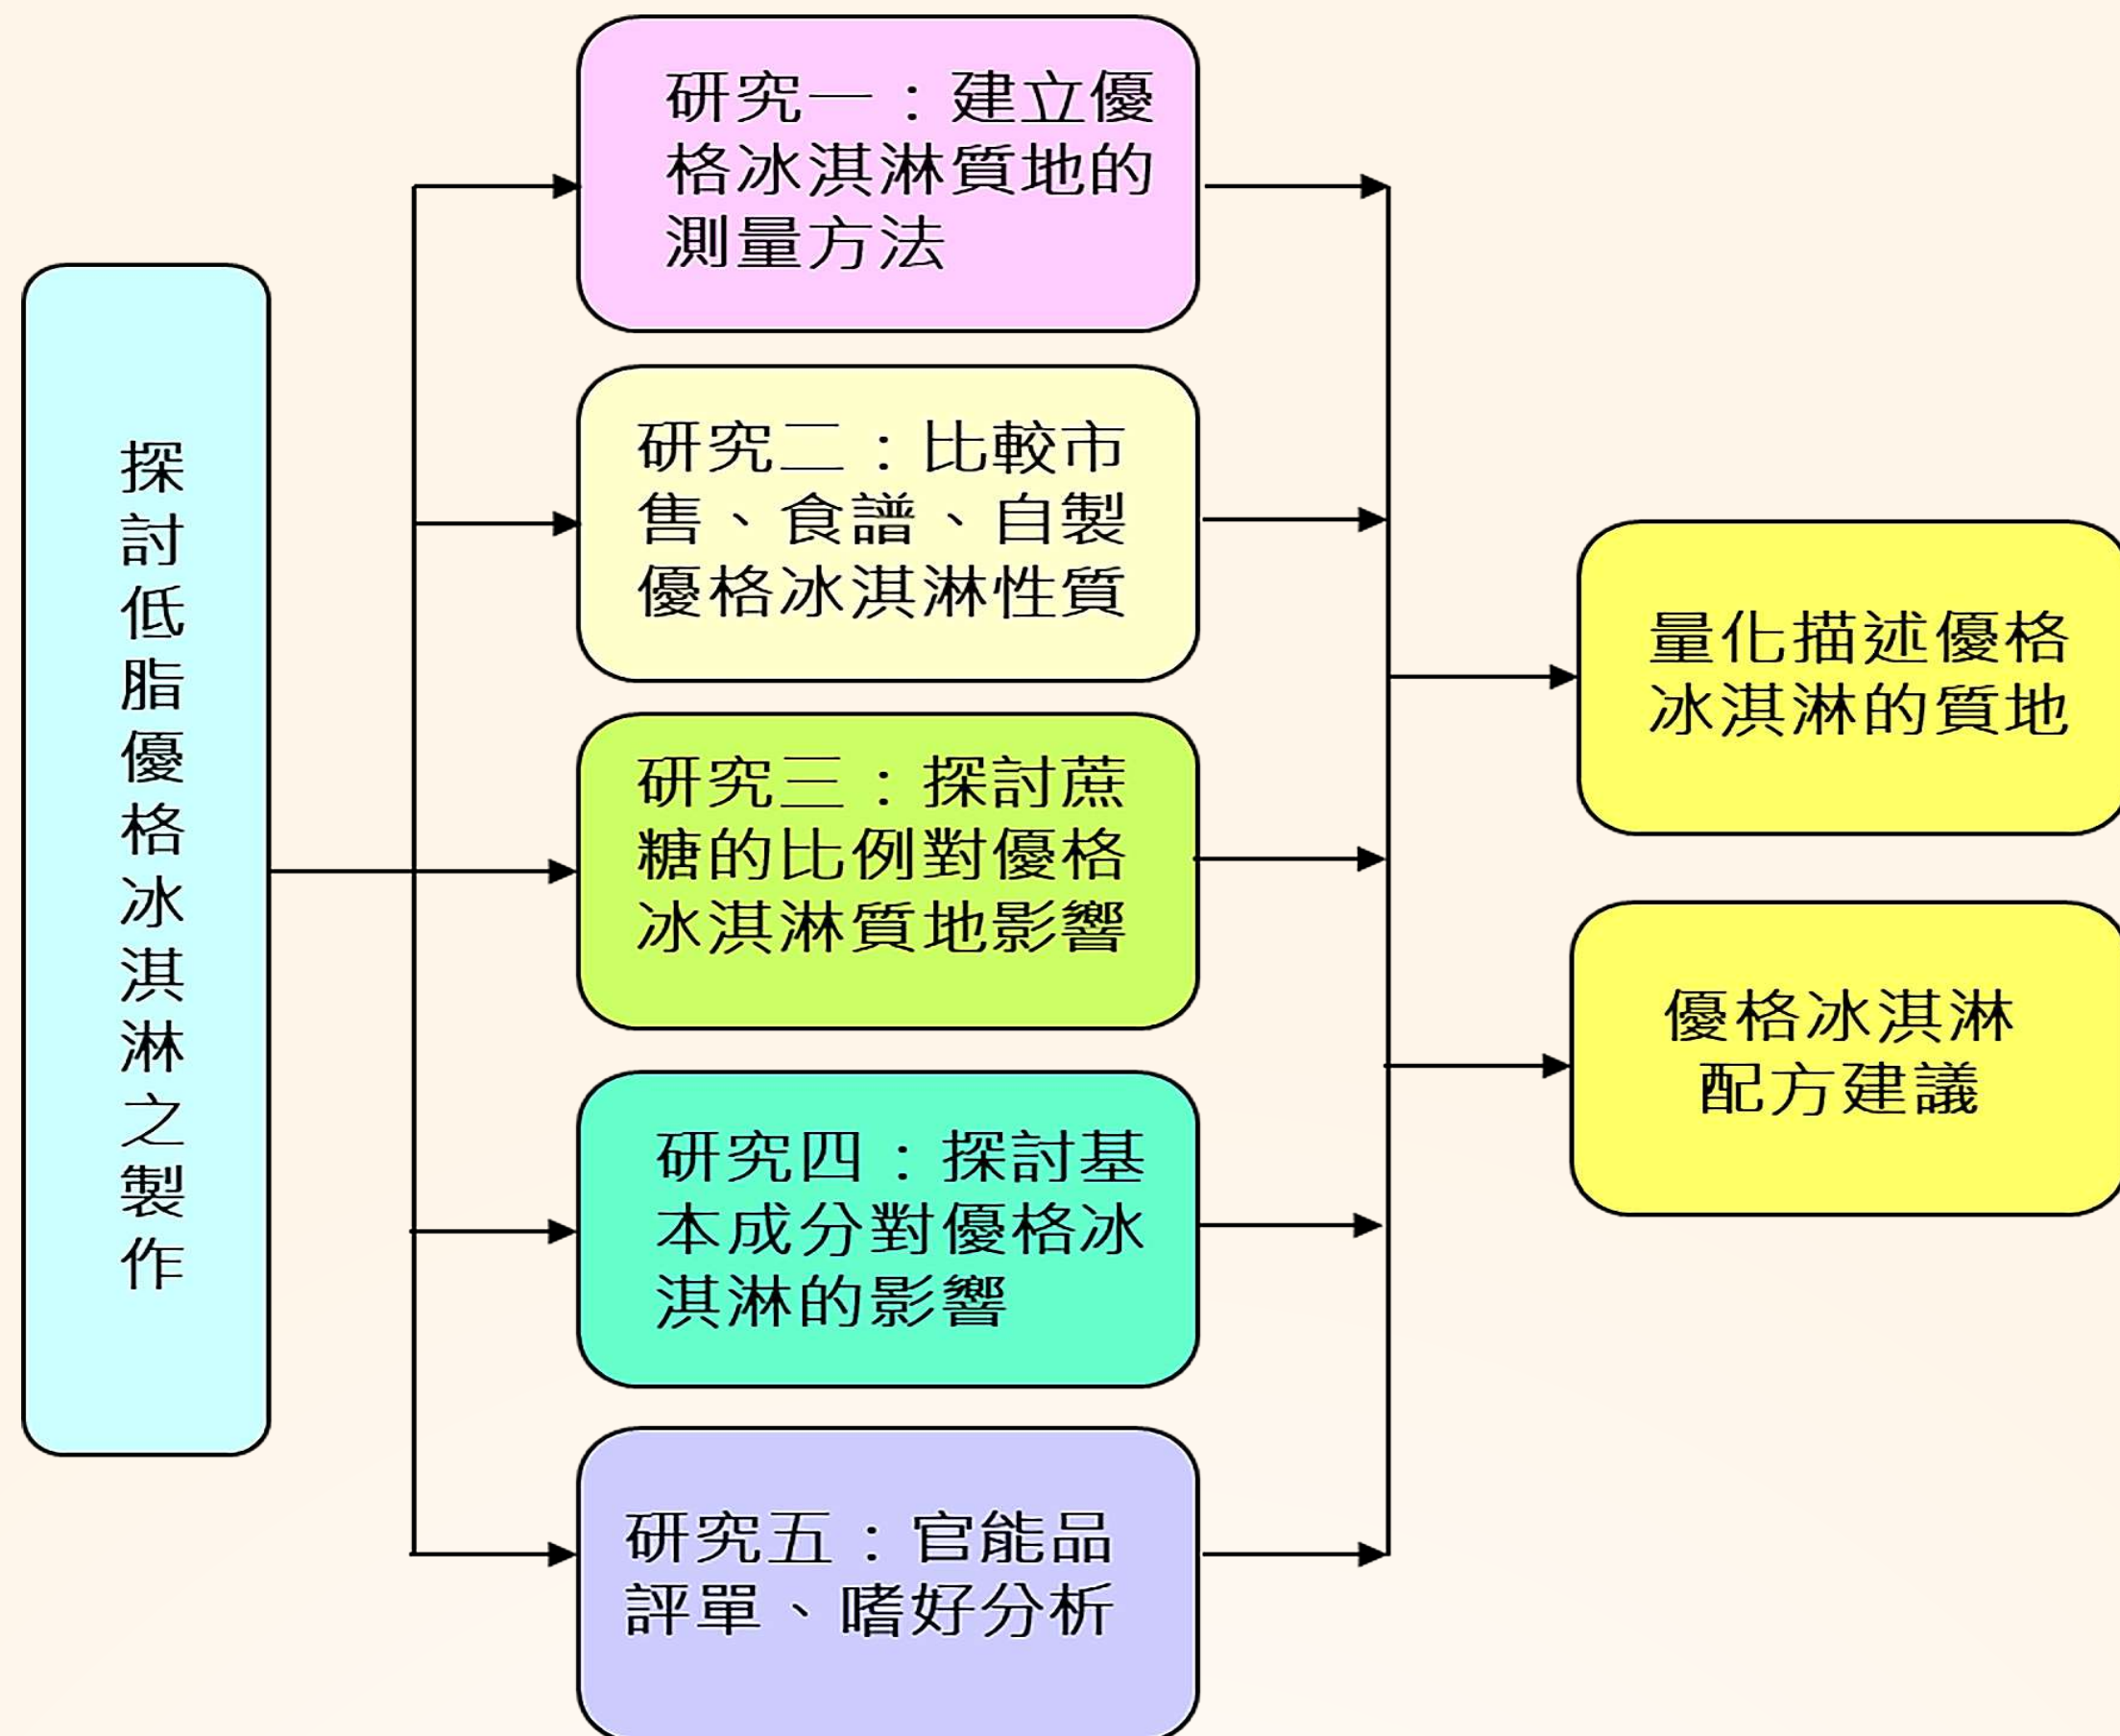 探討低脂優格冰淇淋之製作
研究一：建立優
格冰淇淋質地的
測量方法
研究二：比較市
售、食譜、自製
優格冰淇淋性質
研究三：探討蔗
糖的比例對優格
冰淇淋質地影響
研究四：探討基
本成分對優格冰
淇淋的影響
研究五：官能品
評單、嗜好分析
量化描述優格
冰淇淋的質地
優格冰淇淋
配方建議